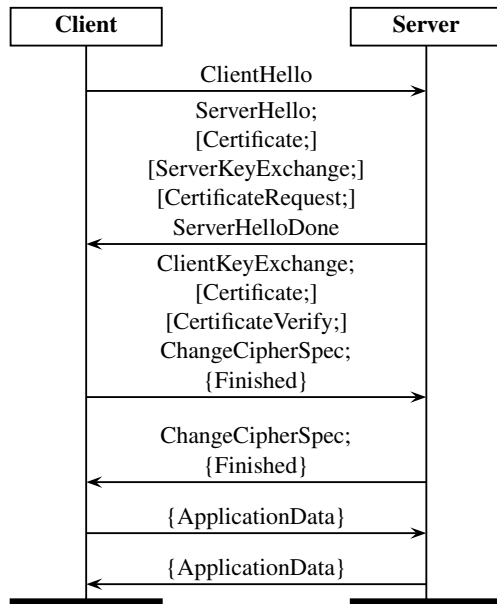 Client
Server
ClientHello
ServerHello;
[Certificate;]
[ServerKeyExchange;]
[CertificateRequest;]
ServerHelloDone
ClientKeyExchange;
[Certificate;]
[CertificateVerify;]
ChangeCipherSpec;
{Finished}
ChangeCipherSpec;
{Finished}
{ApplicationData}
{ApplicationData}